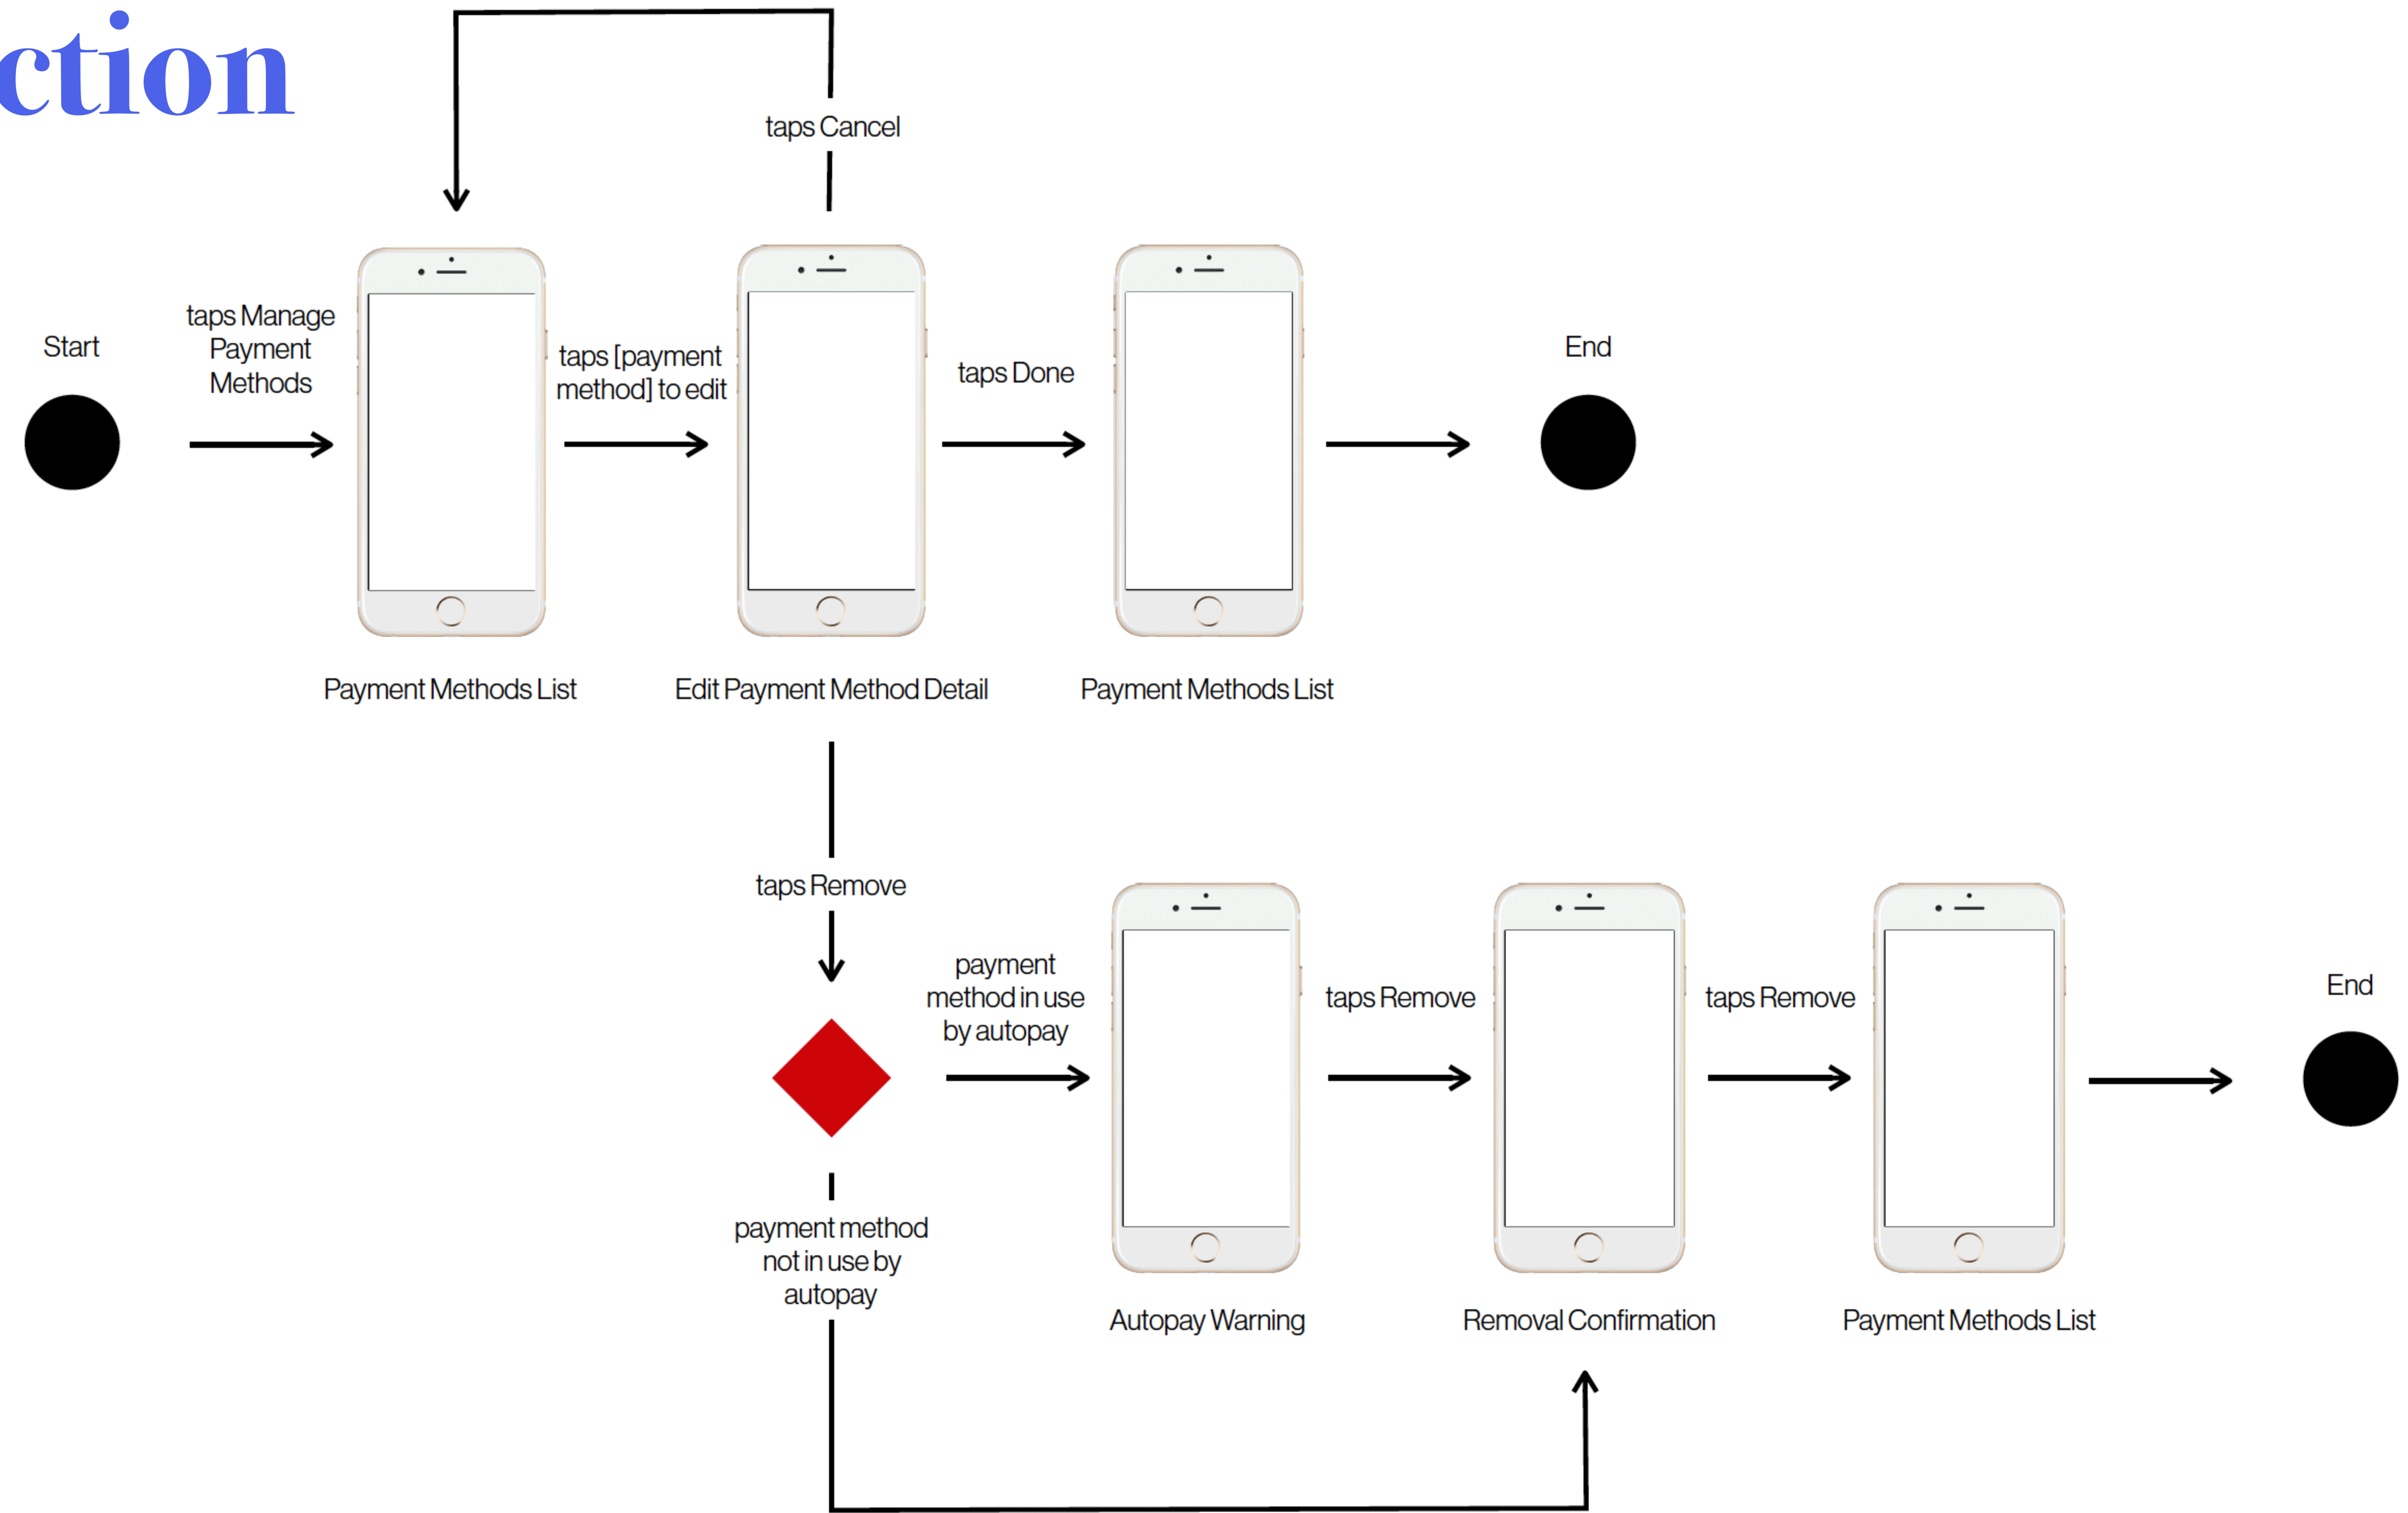 ction
taps Cancel
Start
taps Manage
Payment
Methods
taps [payment
method] to edit
taps Done
End
Payment Methods List
Edit Payment Method Detail
Payment Methods List
taps Remove
payment
method in use
by autopay
taps Remove
taps Remove
End
payment method
not in use by
autopay
Autopay Warning
Removal Confirmation
Payment Methods List